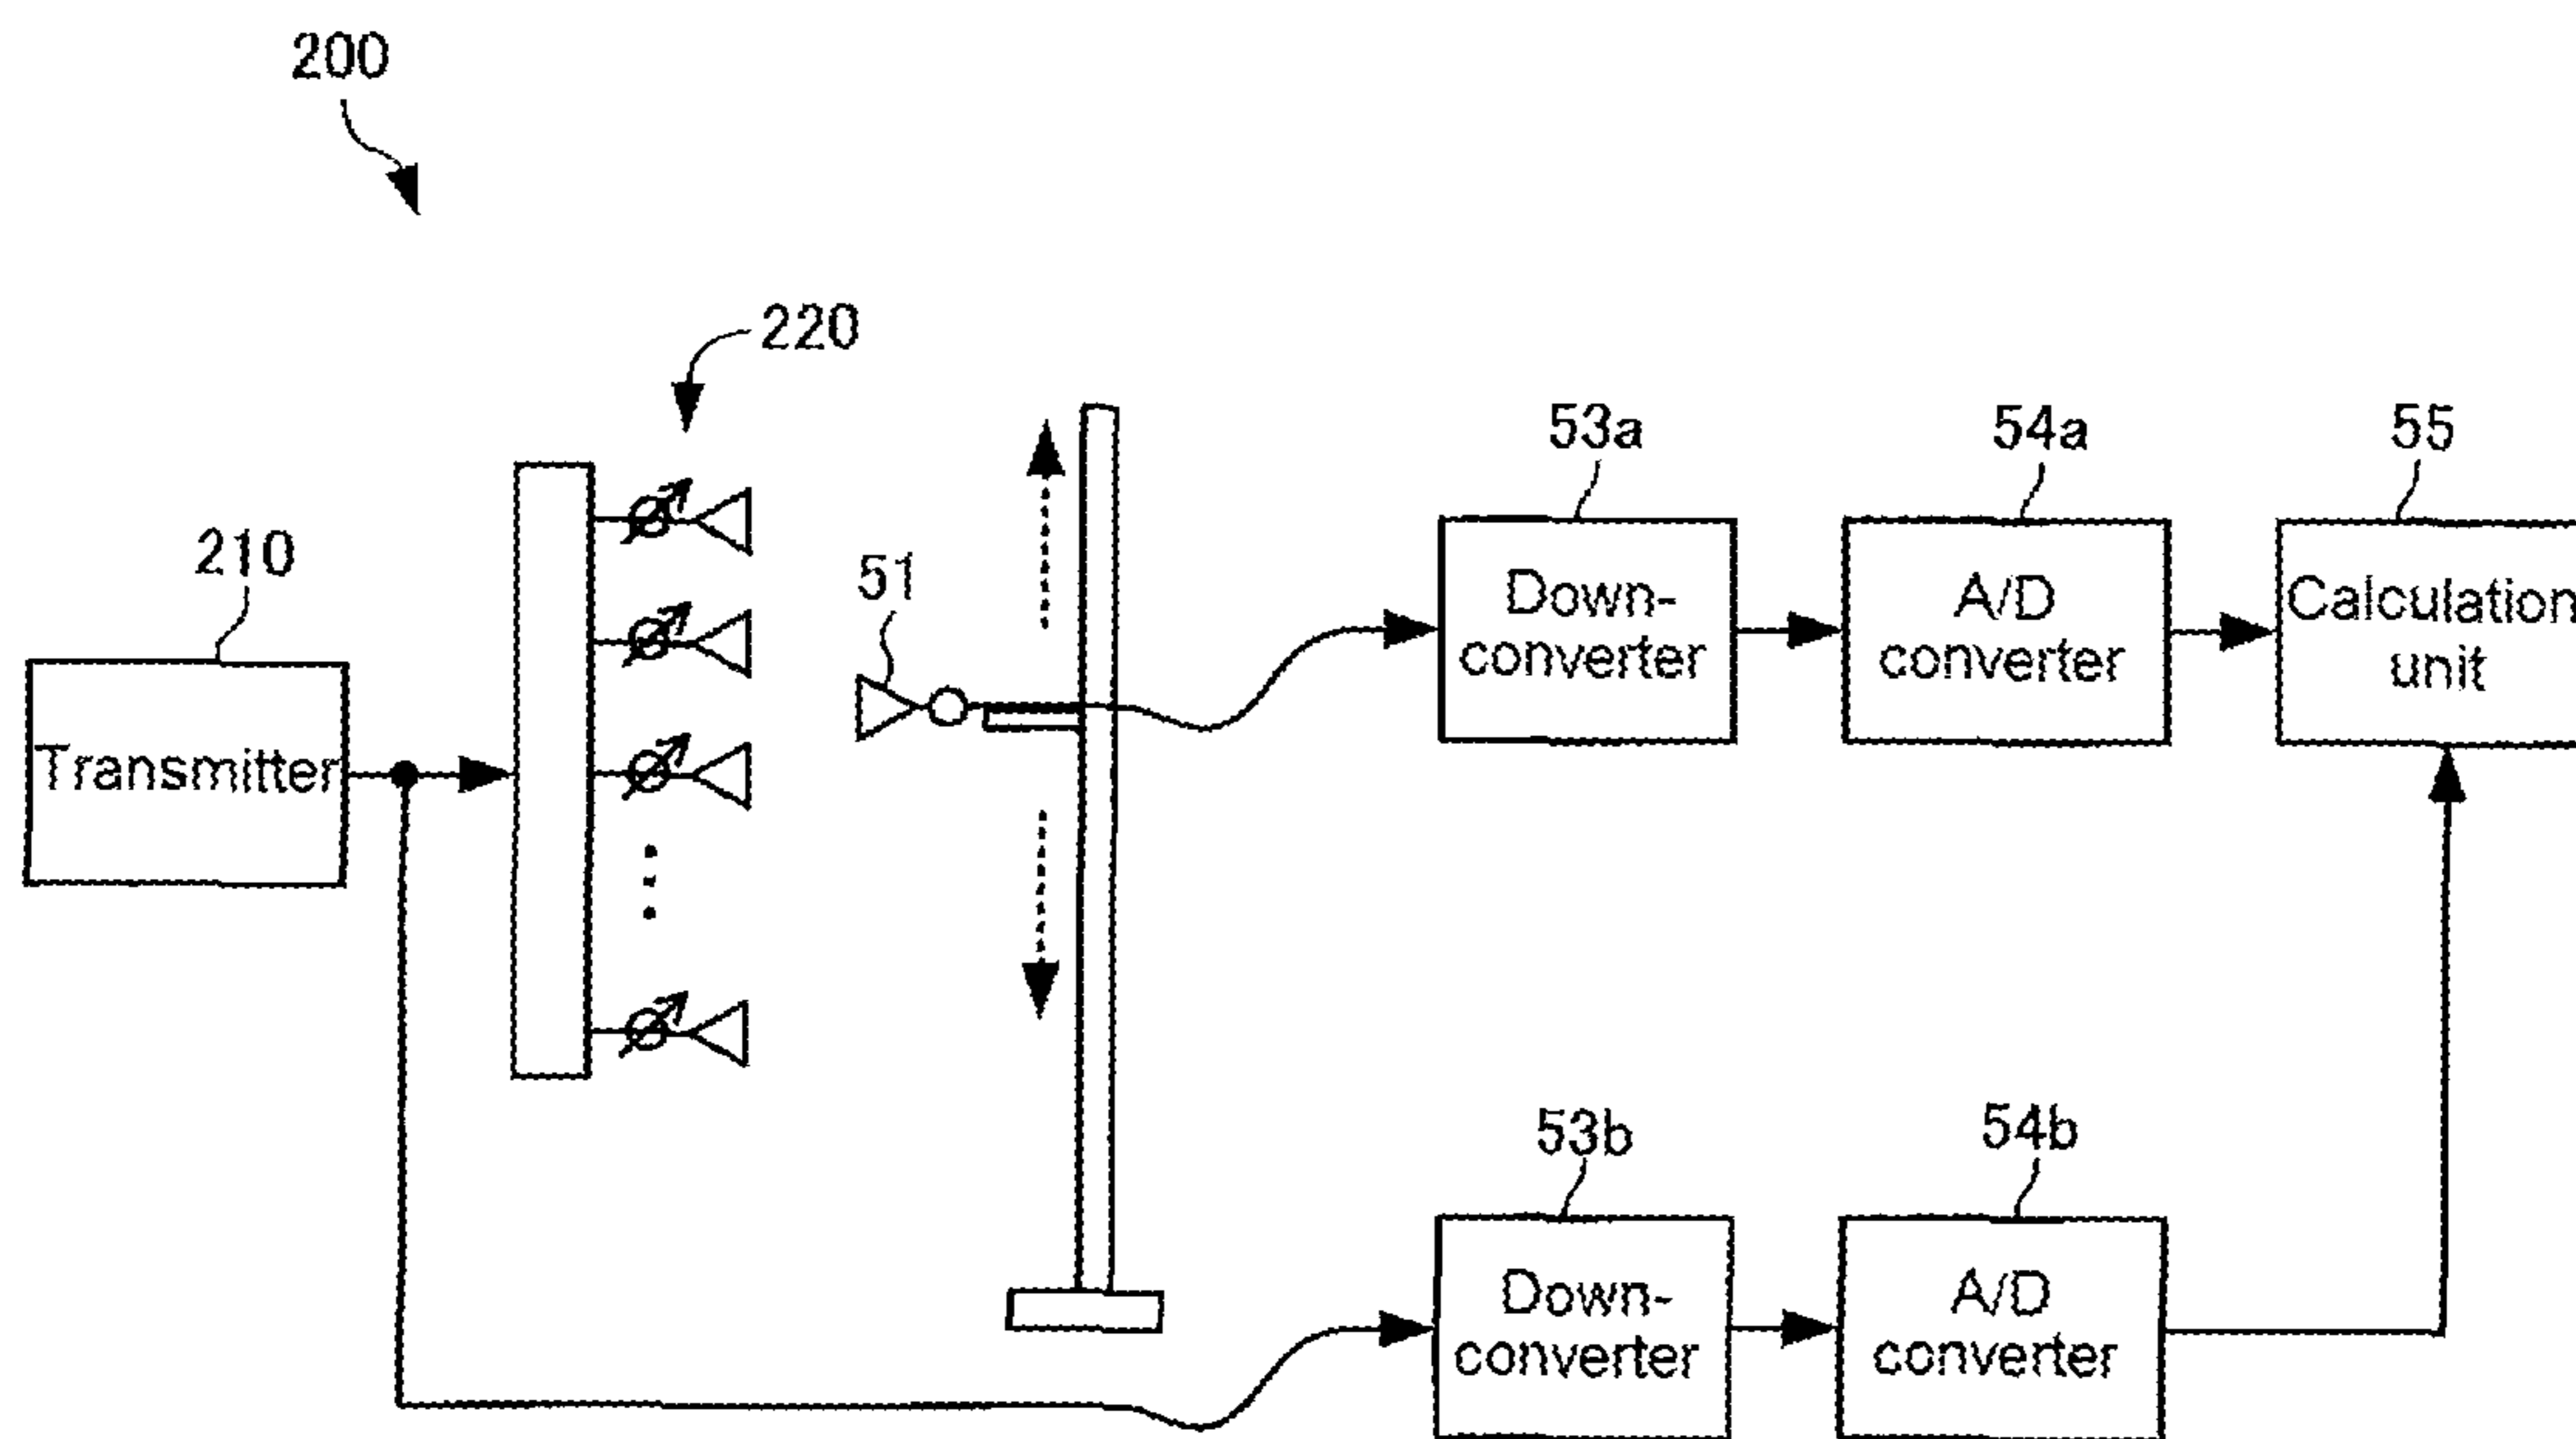 200
220
53a
54a
55
210
51
Down-
converter
A/D
converter
Calculation
unit
Transmitter
53b
54b
Down-
converter
A/D
converter